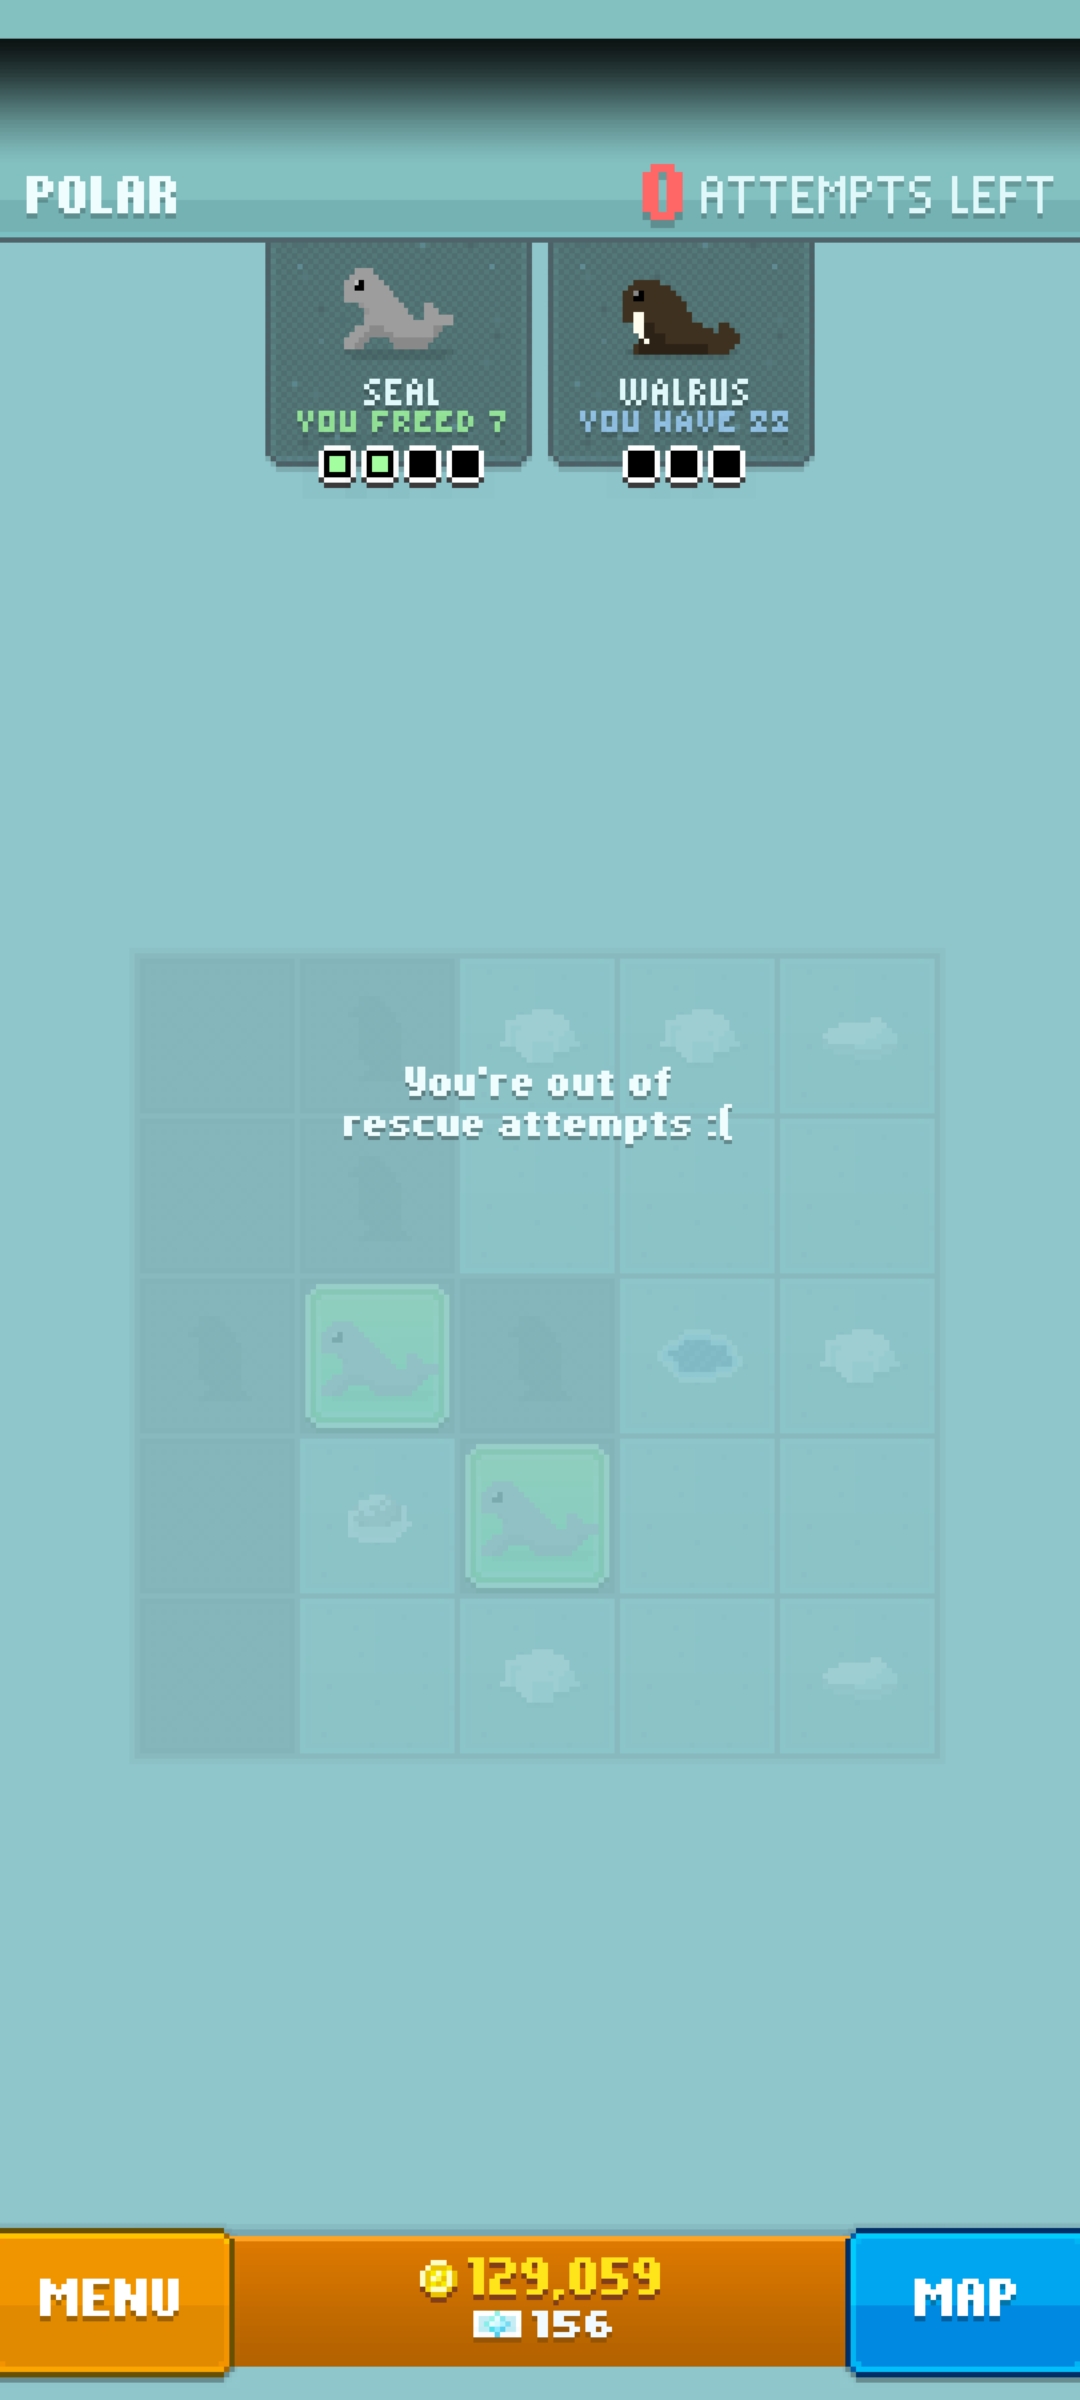 POLAR
0 ATTEMPTS LEFT
SEAL
YOU FREED 7
WALRUS
YOU HAVE 22
You're out of
rescue attempts :(
MENU
129,059
156
MAP